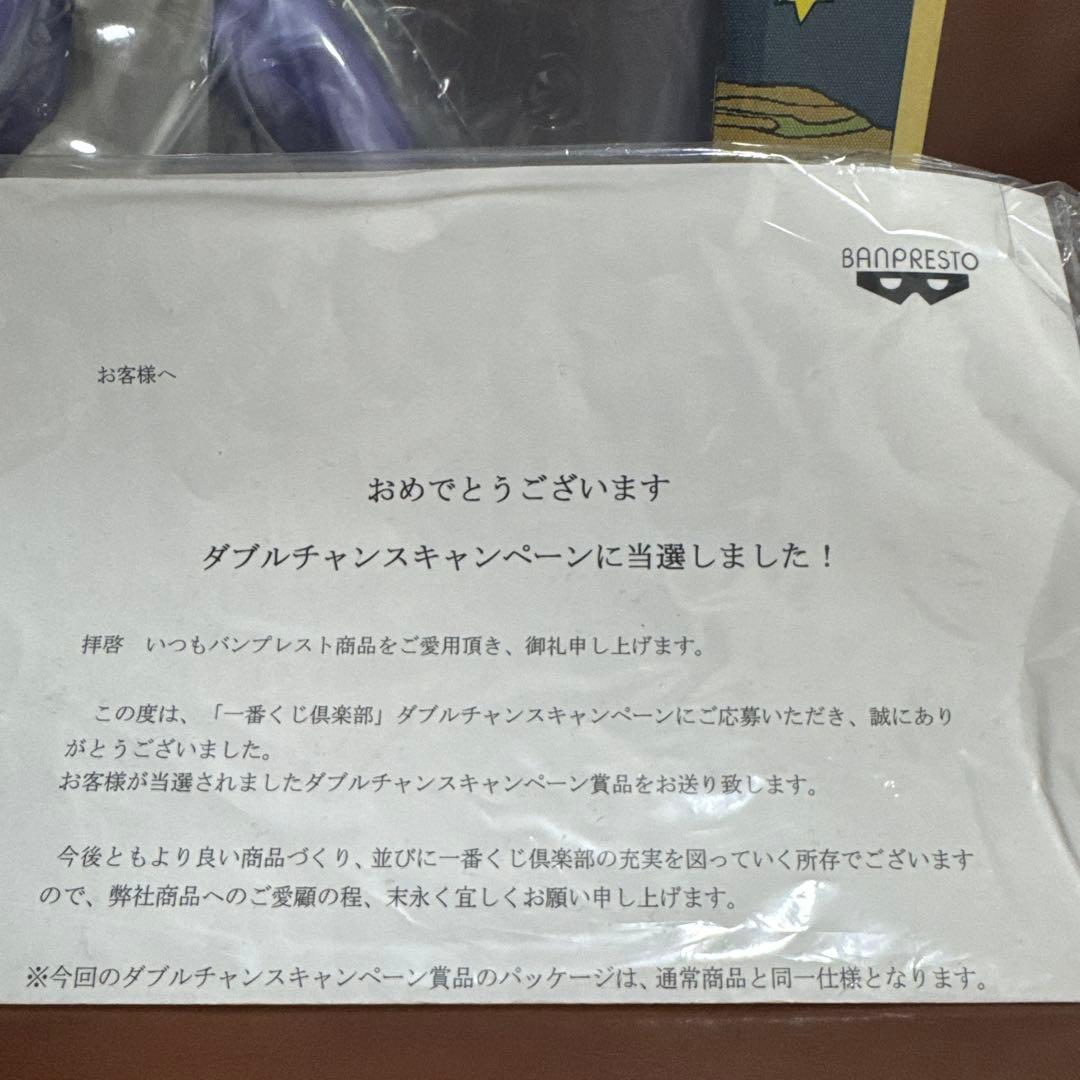 BANPRESTO
お客様へ
おめでとうございます
ダブルチャンスキャンペーンに当選しました！
拝啓　いつもバンプレスト商品をご愛用頂き、御礼申し上げます。
この度は、「一番くじ倶楽部」ダブルチャンスキャンペーンにご応募いただき、誠にあり
がとうございました。
お客様が当選されましたダブルチャンスキャンペーン賞品をお送り致します。
今後ともより良い商品づくり、並びに一番くじ倶楽部の充実を図っていく所存でございます
ので、弊社商品へのご愛顧の程、末永く宜しくお願い申し上げます。
※今回のダブルチャンスキャンペーン賞品のパッケージは、通常商品と同一仕様となります。